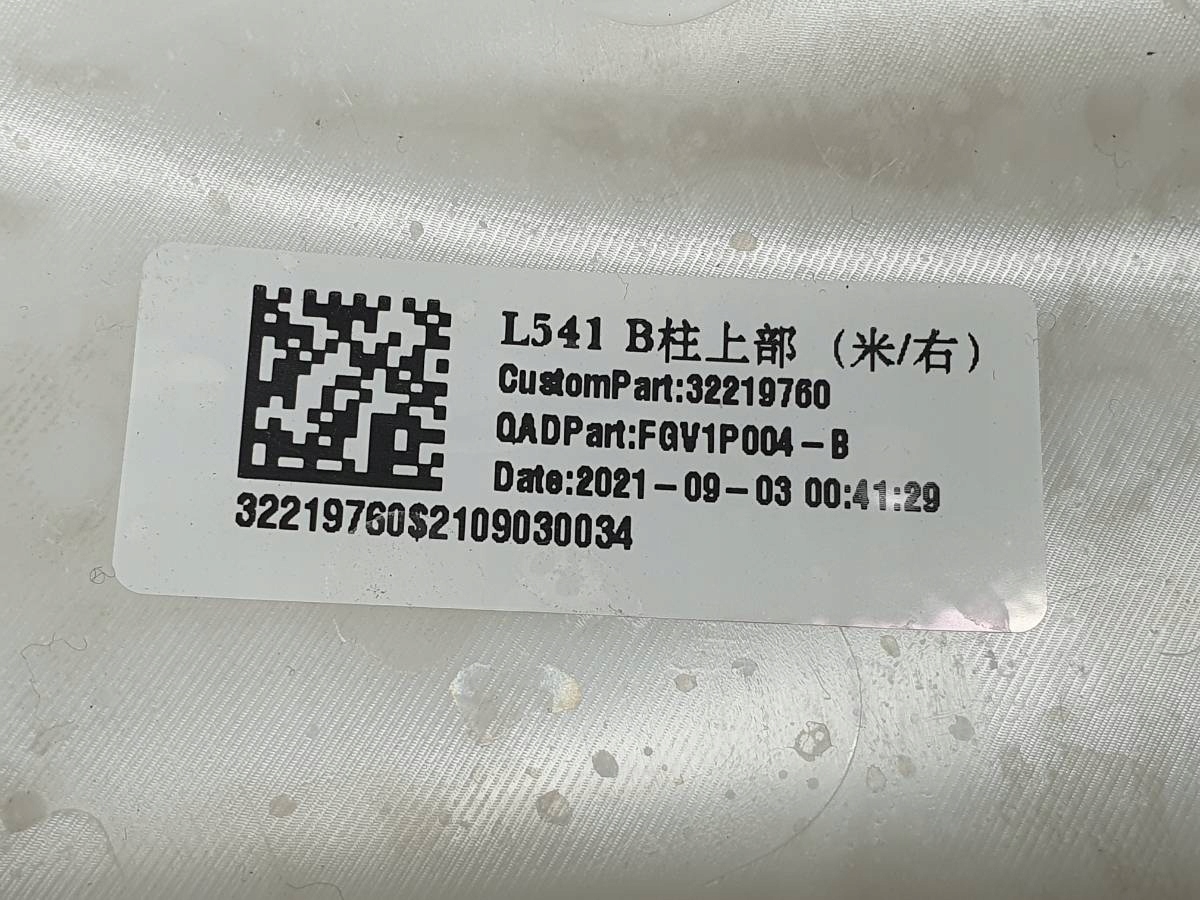 L541 B柱上部（米/右）
CustomPart:32219760
QADPart:FGV1P004-B
Date:2021-09-03 00:41:29
32219760$2109030034